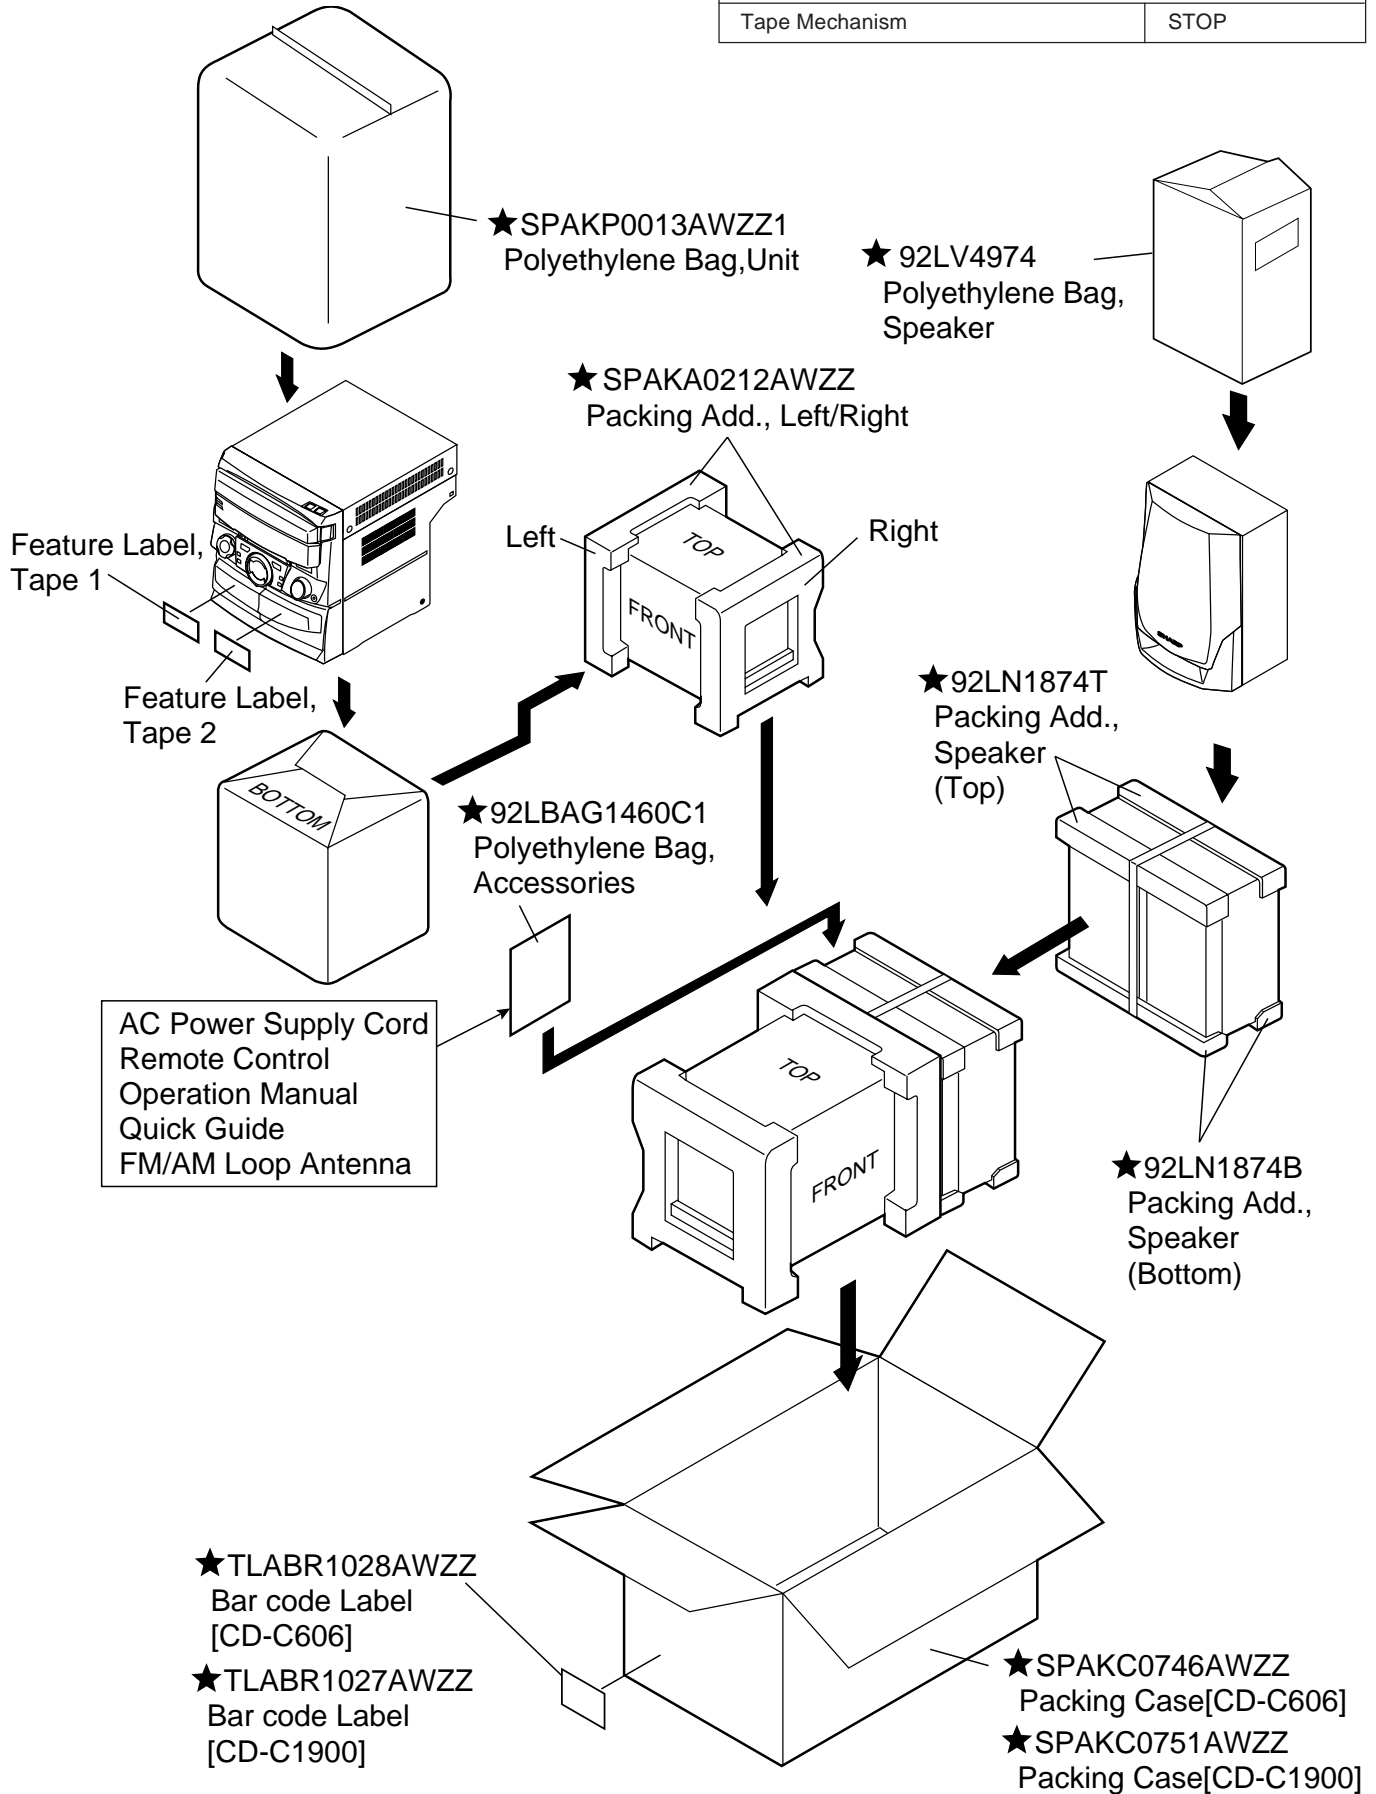 Tape Mechanism STOP
★SPAKP0013AWZZ1
Polyethylene Bag,Unit
★ 92LV4974
Polyethylene Bag,
Speaker
★ SPAKA0212AWZZ
Packing Add., Left/Right
Left
Right
TOP
FRONT
Feature Label,
Tape 1
Feature Label,
Tape 2
SHARP
★92LN1874T
Packing Add.,
Speaker
(Top)
BOTTOM
★92LBAG1460C1
Polyethylene Bag,
Accessories
AC Power Supply Cord
Remote Control
Operation Manual
Quick Guide
FM/AM Loop Antenna
TOP
FRONT
★92LN1874B
Packing Add.,
Speaker
(Bottom)
★TLABR1028AWZZ
Bar code Label
[CD-C606]
★TLABR1027AWZZ
Bar code Label
[CD-C1900]
★SPAKC0746AWZZ
Packing Case[CD-C606]
★SPAKC0751AWZZ
Packing Case[CD-C1900]